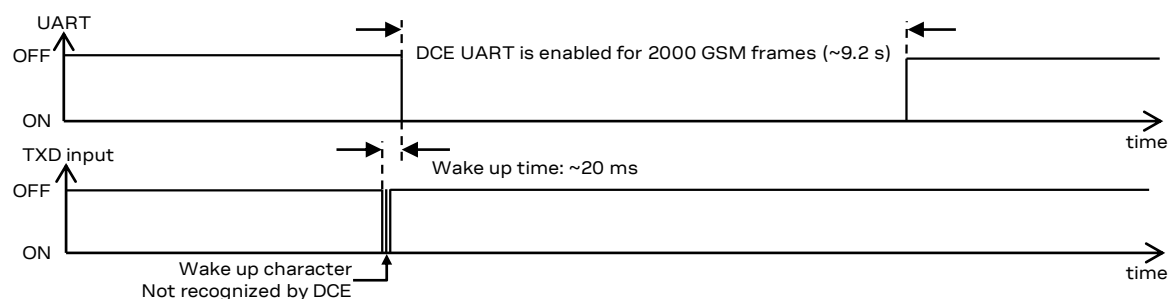 UART
OFF
DCE UART is enabled for 2000 GSM frames (~9.2 s)
ON
time
TXD input
Wake up time: ~20 ms
OFF
ON
Wake up character
time
Not recognized by DCE